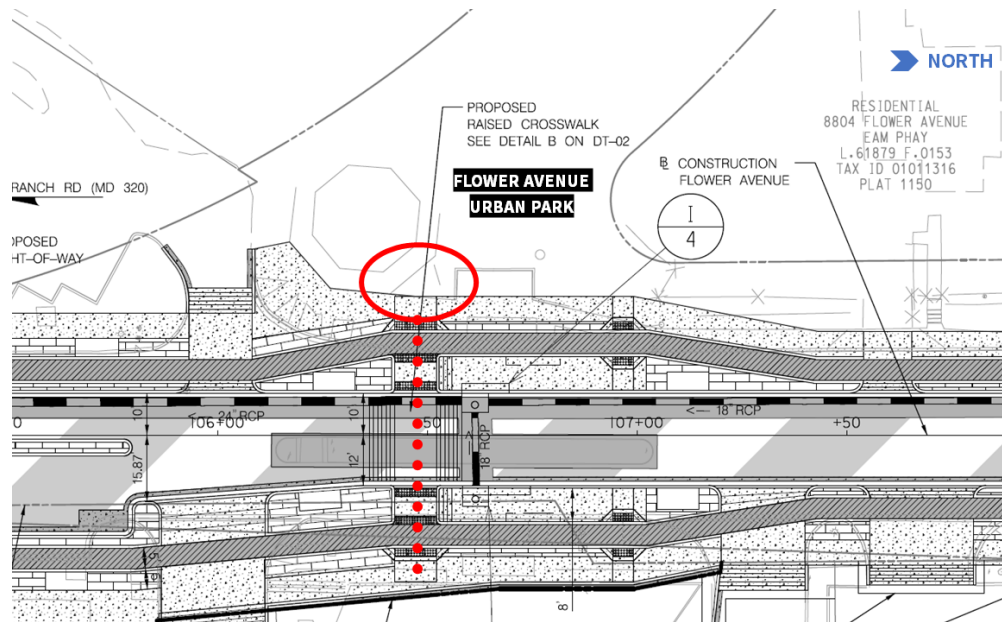 NORTH
PROPOSED
RAISED CROSSWALK
SEE DETAIL B ON DT-02
RESIDENTIAL
8804 FLOWER AVENUE
EAM PHAY
L.61879 F.0153
TAX ID 01011316
PLAT 1150
FLOWER AVENUE
URBAN PARK
℄ CONSTRUCTION
FLOWER AVENUE
RANCH RD (MD 320)
I
4
OPOSED
HT-OF-WAY
10'
<— 24" RCP
10'
<— 18" RCP
0
106+00
50
107+00
+50
15.87
12'
18" RCP
5'
8'